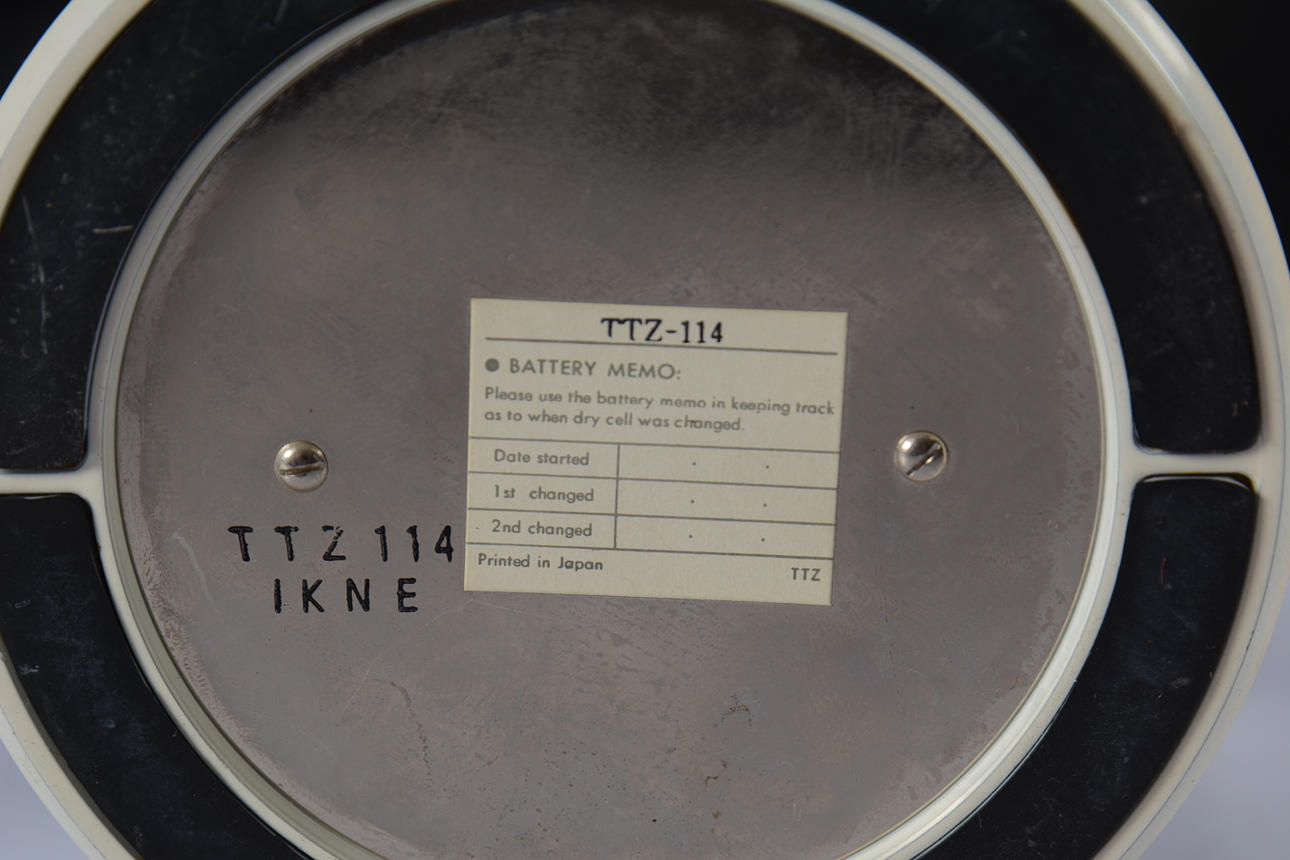 TTZ-114
● BATTERY MEMO:
Please use the battery memo in keeping track
as to when dry cell was changed.
Date started . .
1st changed . .
2nd changed . .
Printed in Japan TTZ
TTZ 114
IKNE